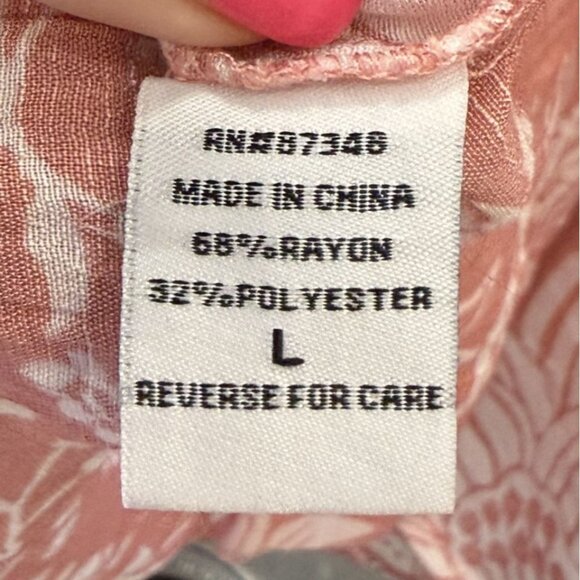 RN#87348
MADE IN CHINA
68%RAYON
32%POLYESTER
L
REVERSE FOR CARE